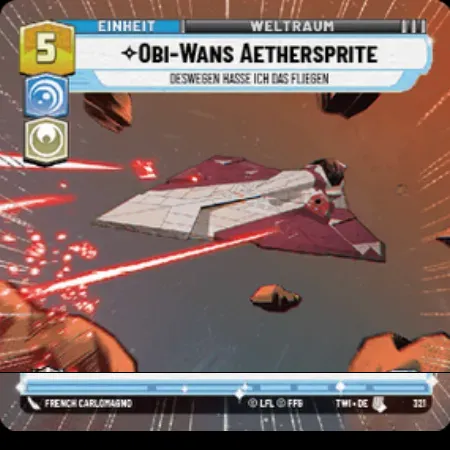 EINHEIT WELTRAUM
5 OBI-WANS AETHERSPRITE
DESWEGEN HASSE ICH DAS FLIEGEN
FRENCH CARLOMAGNO © LFL © FFG TWI • DE 321